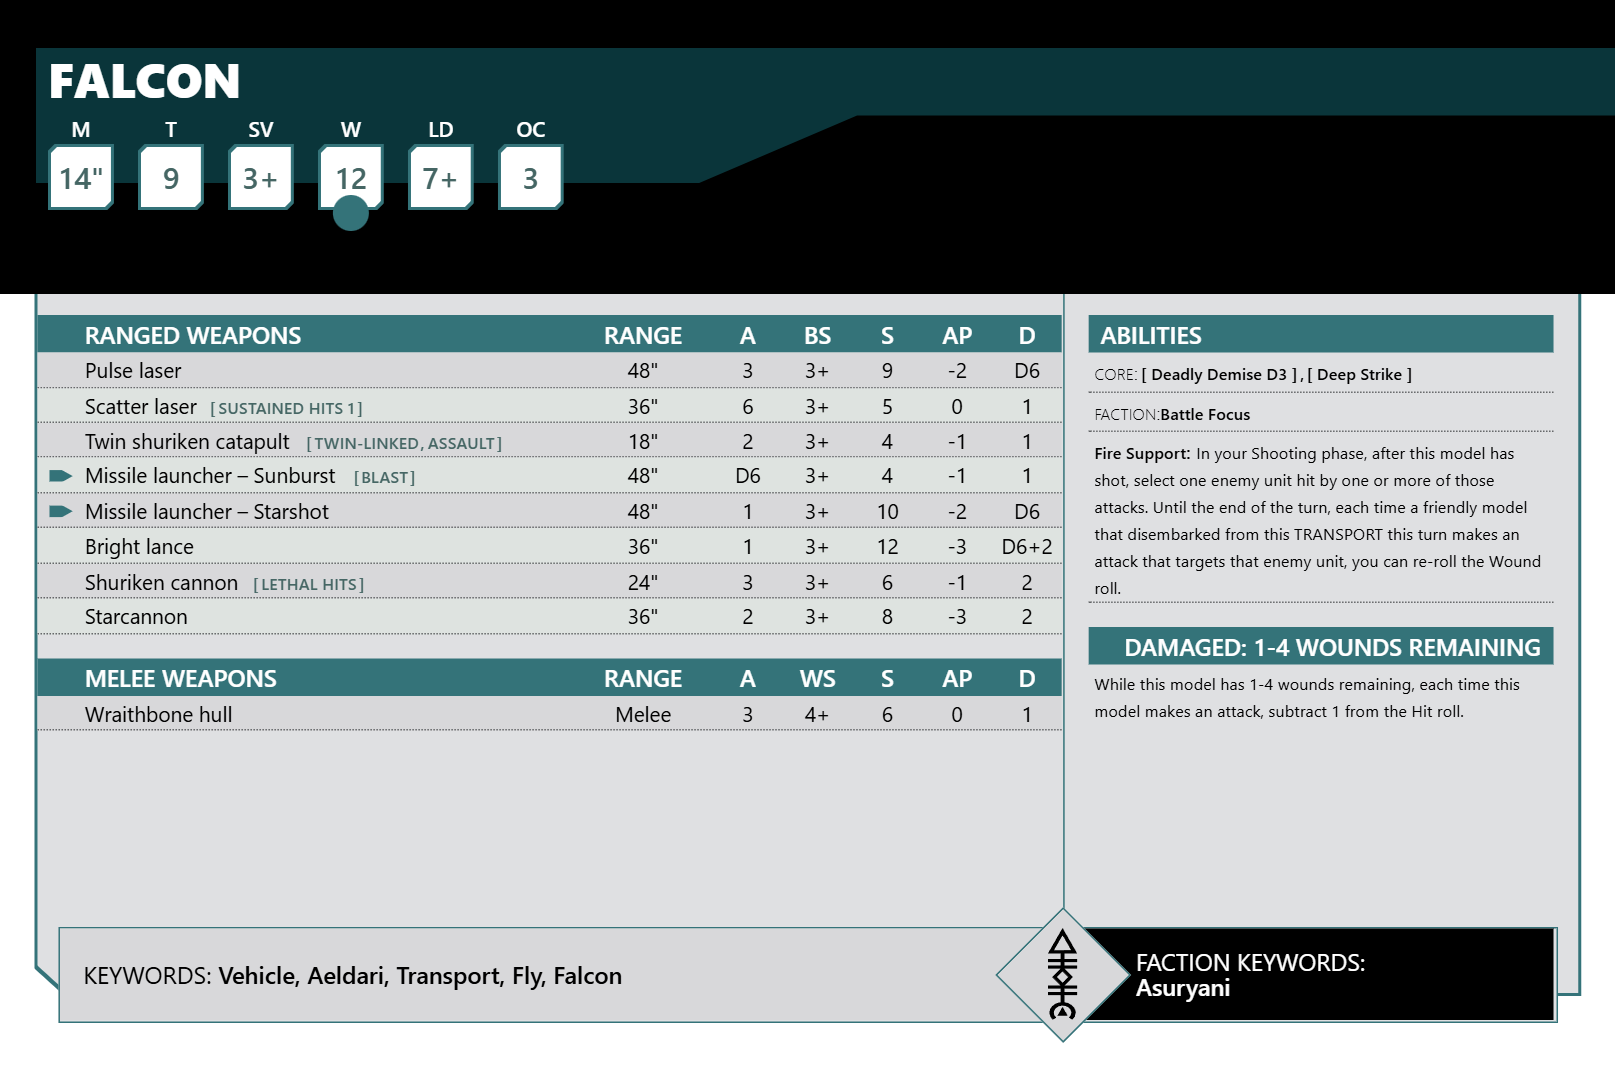 FALCON
M T SV W LD OC
14" 9 3+ 12 7+ 3
RANGED WEAPONS RANGE A BS S AP D
Pulse laser 48" 3 3+ 9 -2 D6
Scatter laser [SUSTAINED HITS 1] 36" 6 3+ 5 0 1
Twin shuriken catapult [TWIN-LINKED, ASSAULT] 18" 2 3+ 4 -1 1
Missile launcher – Sunburst [BLAST] 48" D6 3+ 4 -1 1
Missile launcher – Starshot 48" 1 3+ 10 -2 D6
Bright lance 36" 1 3+ 12 -3 D6+2
Shuriken cannon [LETHAL HITS] 24" 3 3+ 6 -1 2
Starcannon 36" 2 3+ 8 -3 2
MELEE WEAPONS RANGE A WS S AP D
Wraithbone hull Melee 3 4+ 6 0 1
ABILITIES
CORE: [ Deadly Demise D3 ] , [ Deep Strike ]
FACTION:Battle Focus
Fire Support: In your Shooting phase, after this model has
shot, select one enemy unit hit by one or more of those
attacks. Until the end of the turn, each time a friendly model
that disembarked from this TRANSPORT this turn makes an
attack that targets that enemy unit, you can re-roll the Wound
roll.
DAMAGED: 1-4 WOUNDS REMAINING
While this model has 1-4 wounds remaining, each time this
model makes an attack, subtract 1 from the Hit roll.
KEYWORDS: Vehicle, Aeldari, Transport, Fly, Falcon
FACTION KEYWORDS:
Asuryani